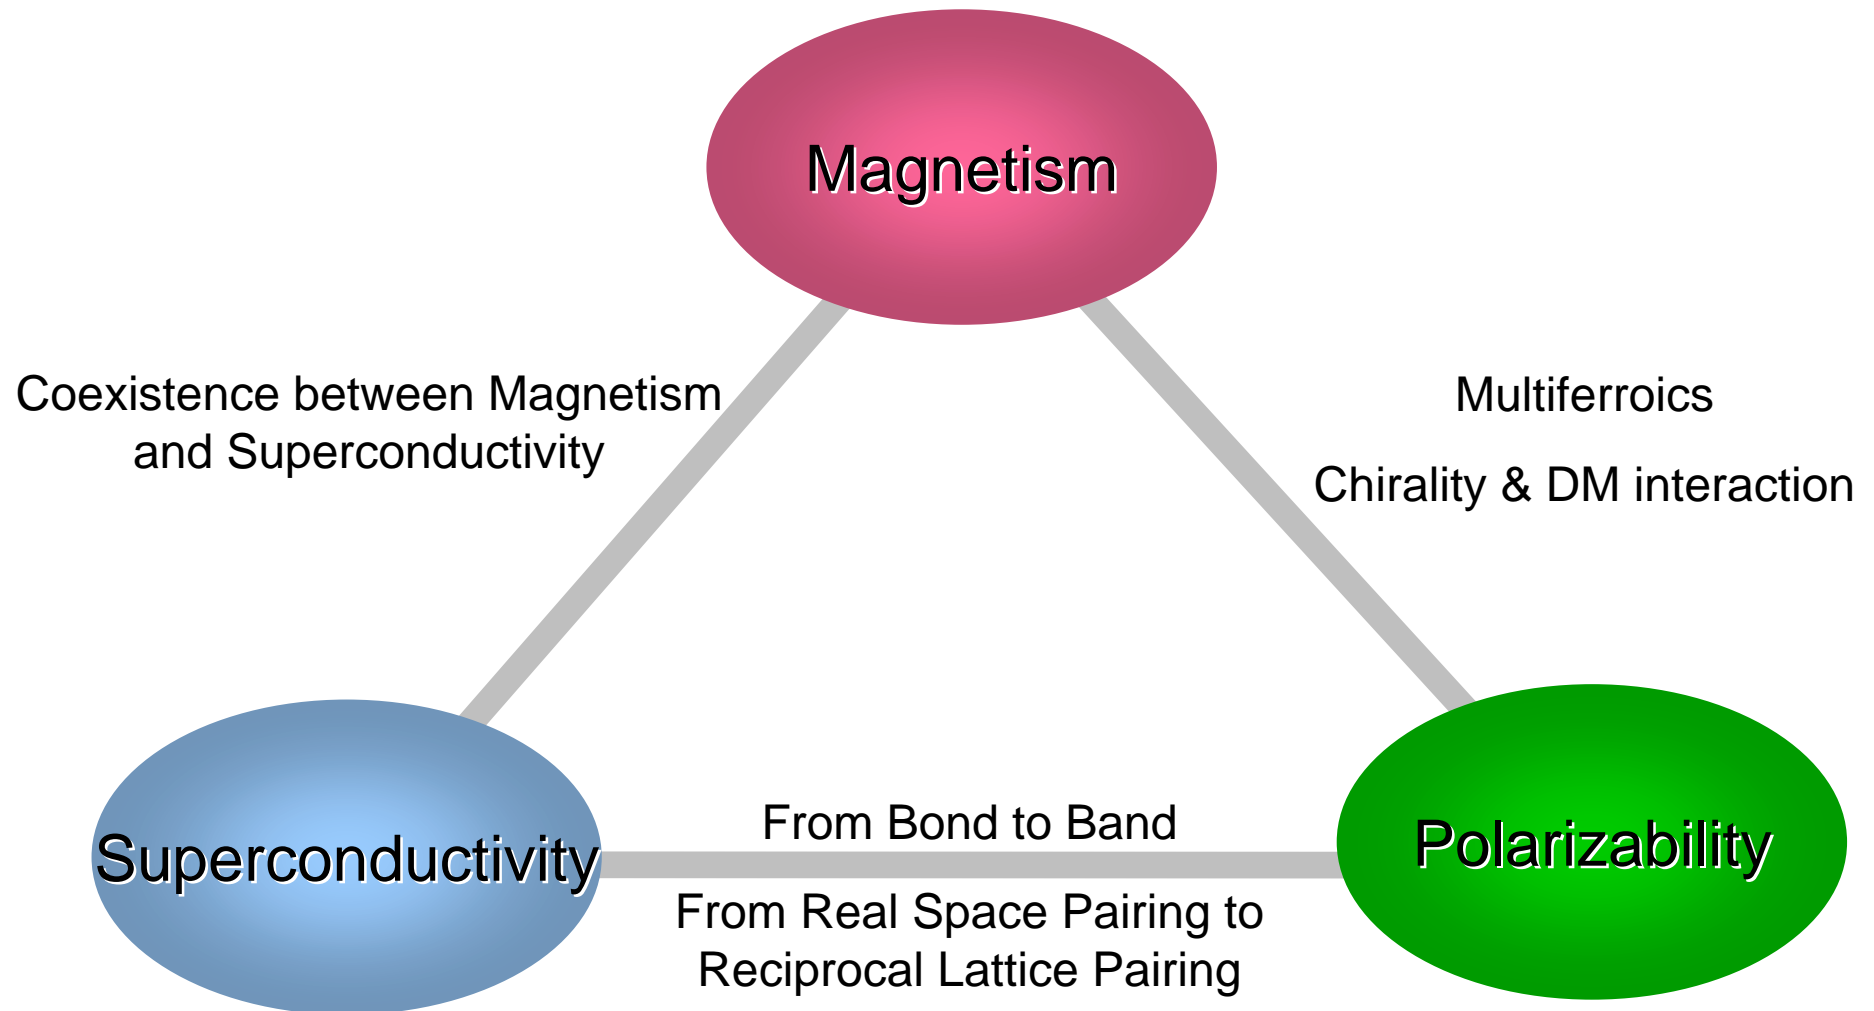 Magnetism
Coexistence between Magnetism
and Superconductivity
Multiferroics
Chirality & DM interaction
Superconductivity
From Bond to Band
From Real Space Pairing to
Reciprocal Lattice Pairing
Polarizability